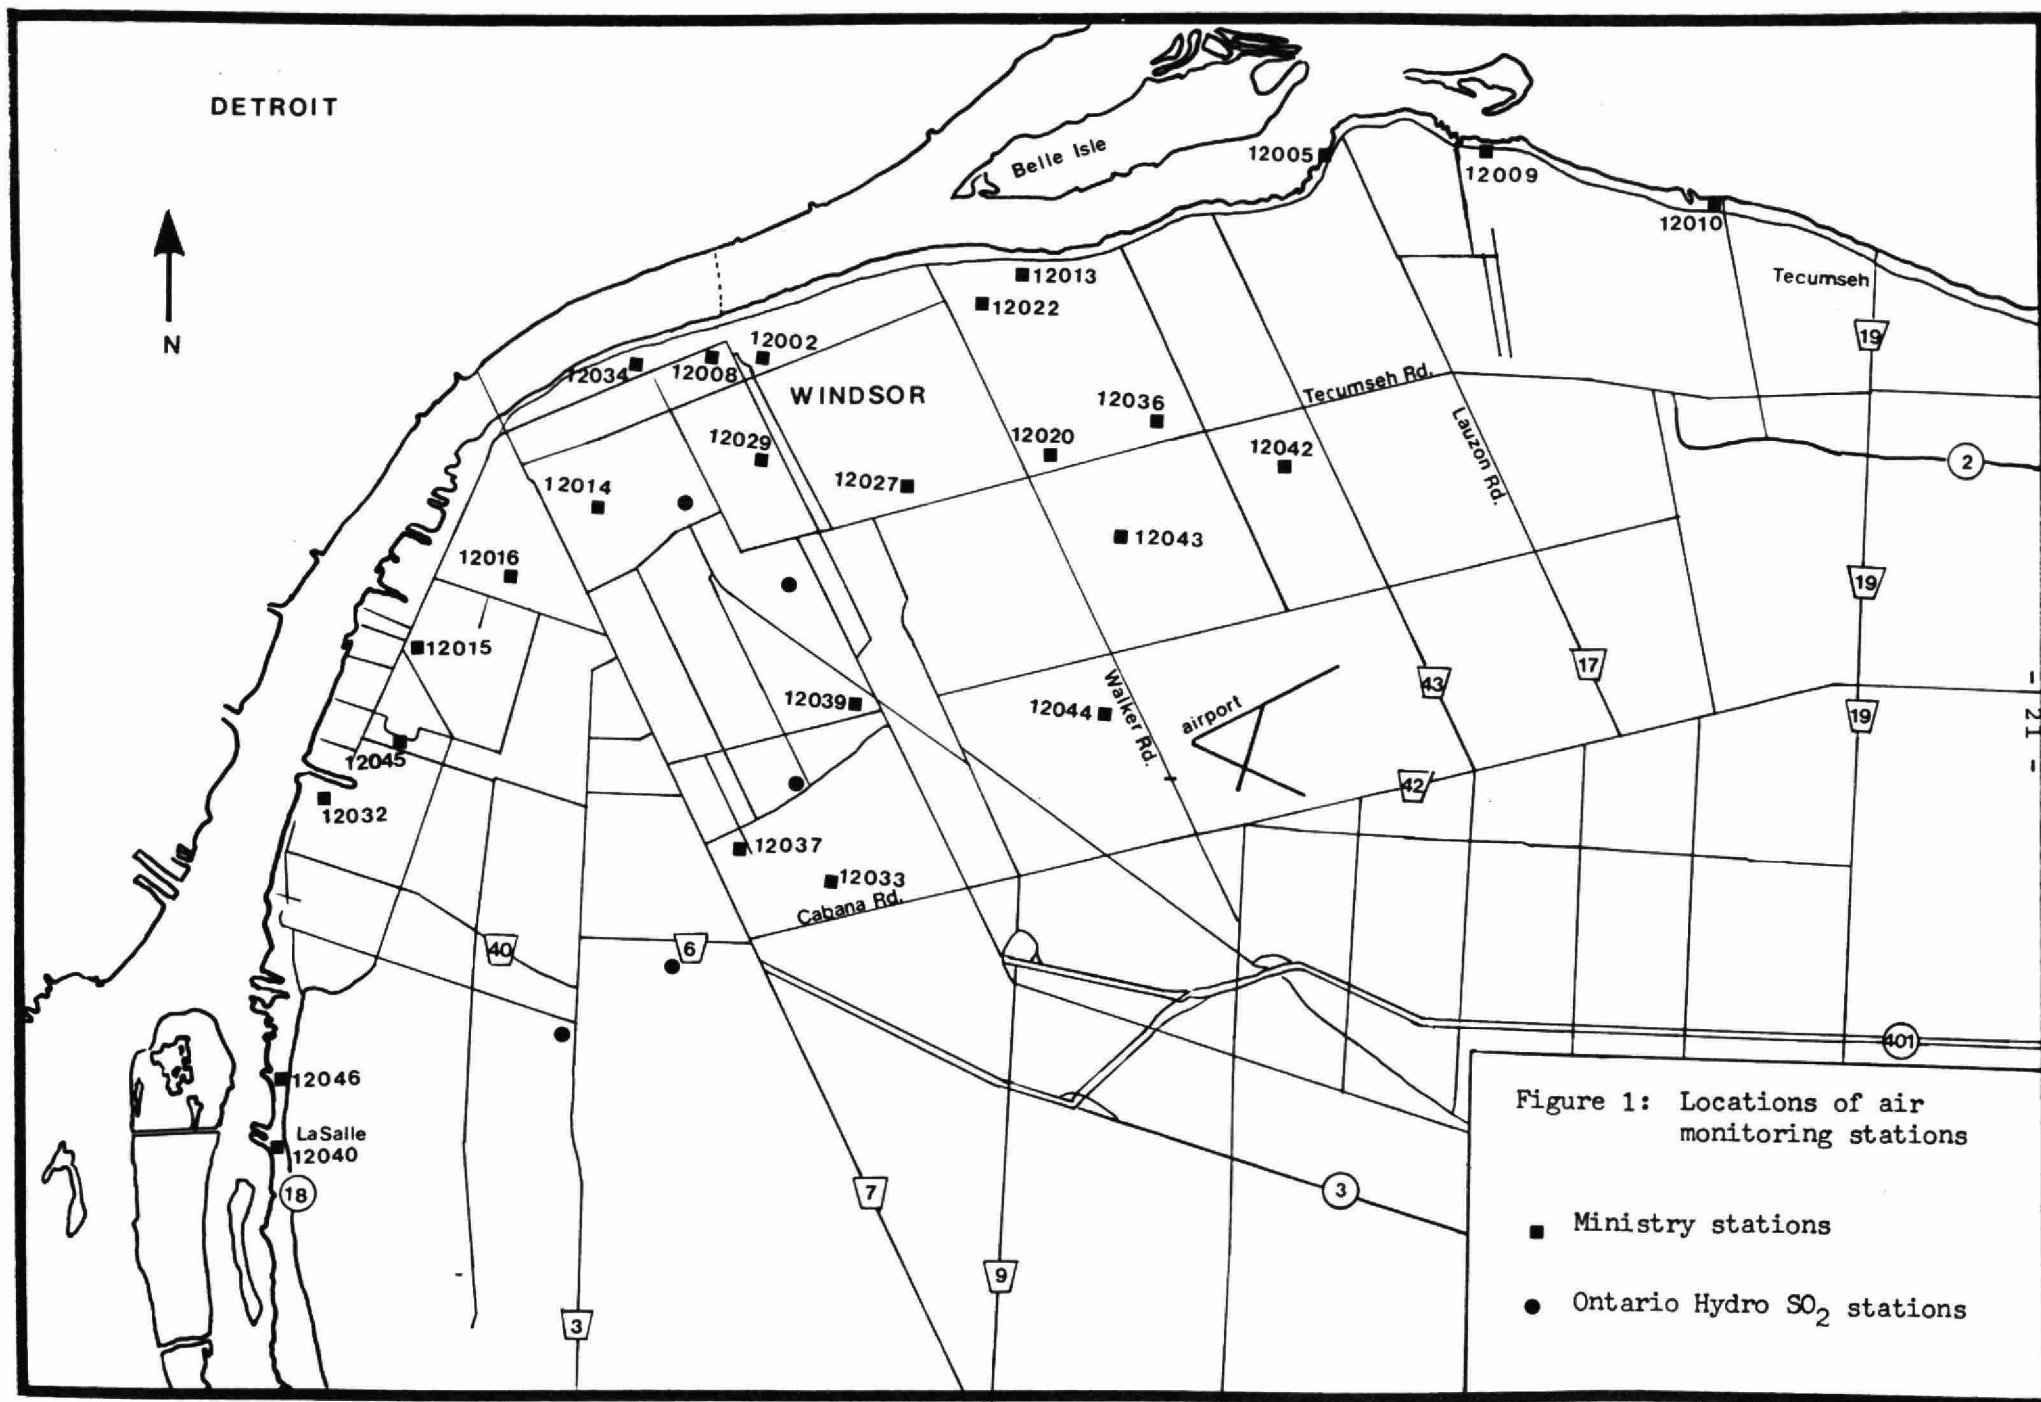 DETROIT
Belle Isle
12005
12009
12010
N
12013
12022
Tecumseh
19
12002
12034
12008
WINDSOR
12036
Tecumseh Rd.
12029
12020
12042
Lauzon Rd.
2
12014
12027
12043
12016
19
12015
43
17
12039
12044
Walker Rd.
airport
19
- 21 -
12045
42
12032
12037
12033
Cabana Rd.
40
6
401
12046
LaSalle
12040
18
7
3
9
3
Figure 1: Locations of air
monitoring stations
Ministry stations
Ontario Hydro SO2 stations